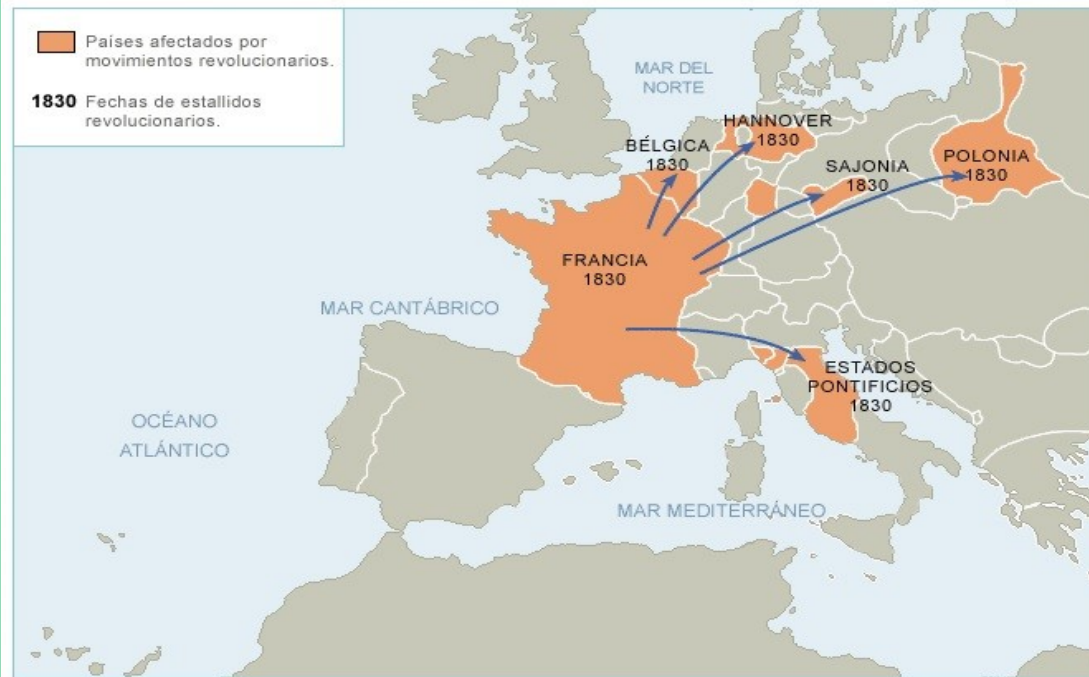 Países afectados por
movimientos revolucionarios.
1830 Fechas de estallidos
revolucionarios.
MAR DEL
NORTE
HANNOVER
1830
BÉLGICA
1830
SAJONIA
1830
POLONIA
1830
FRANCIA
1830
MAR CANTÁBRICO
ESTADOS
PONTIFICIOS
1830
OCÉANO
ATLÁNTICO
MAR MEDITERRÁNEO